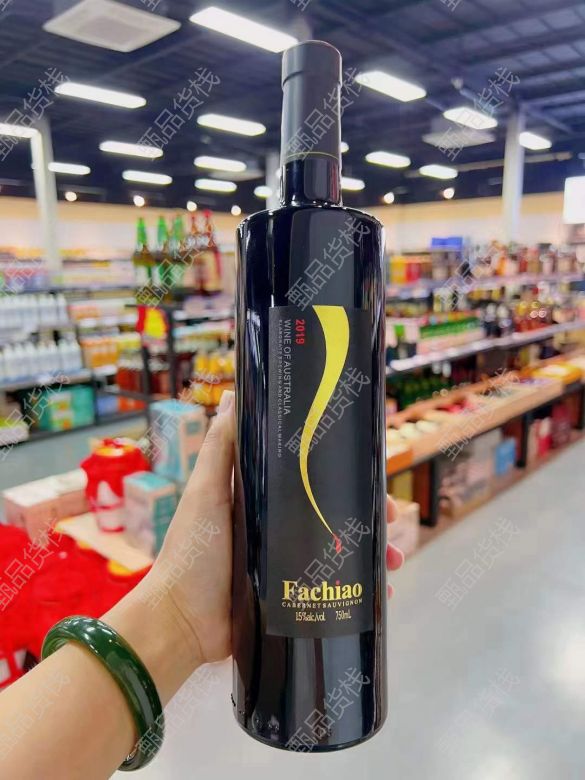 2019
WINE OF AUSTRALIA
Fachiao
CABERNET SAUVIGNON
15%alc/vol 750mL
甄品货栈